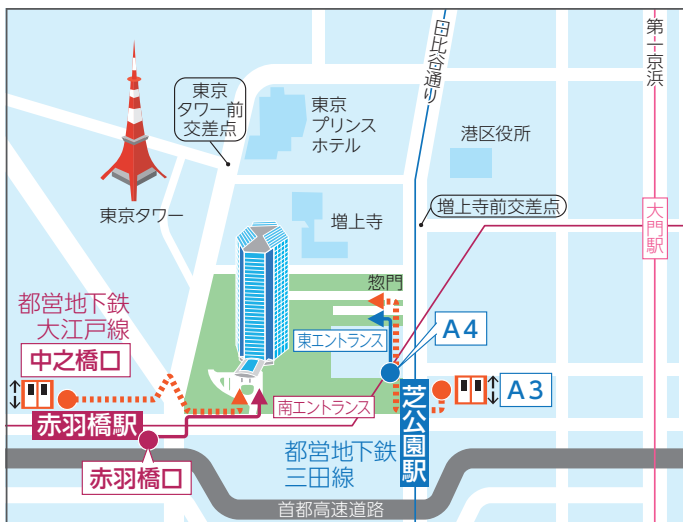 東京
タワー前
交差点
東京タワー
東京
プリンス
ホテル
日比谷通り
港区役所
第一京浜
増上寺
増上寺前交差点
大門駅
惣門
東エントランス
A4
都営地下鉄
大江戸線
中之橋口
赤羽橋駅
赤羽橋口
南エントランス
芝公園駅
A3
都営地下鉄
三田線
首都高速道路